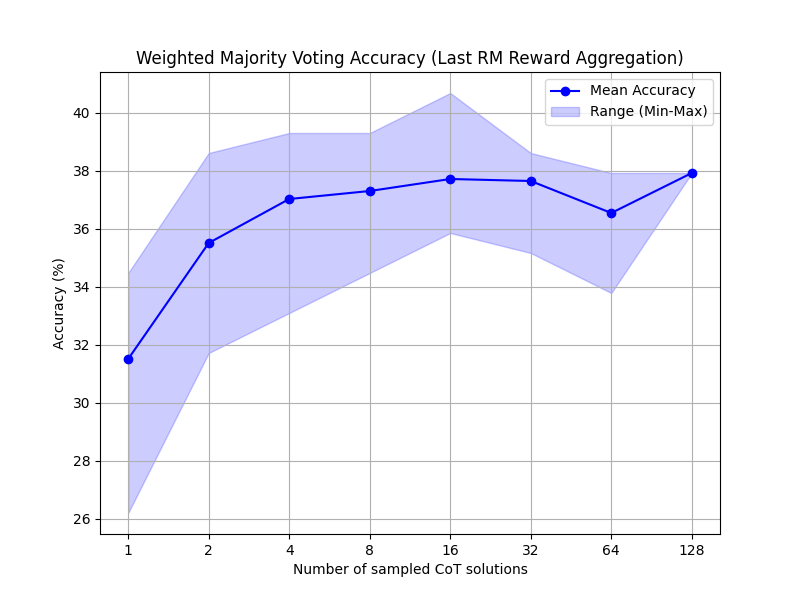 Weighted Majority Voting Accuracy (Last RM Reward Aggregation)
Mean Accuracy
Range (Min-Max)
Accuracy (%)
40
38
36
34
32
30
28
26
1 2 4 8 16 32 64 128
Number of sampled CoT solutions